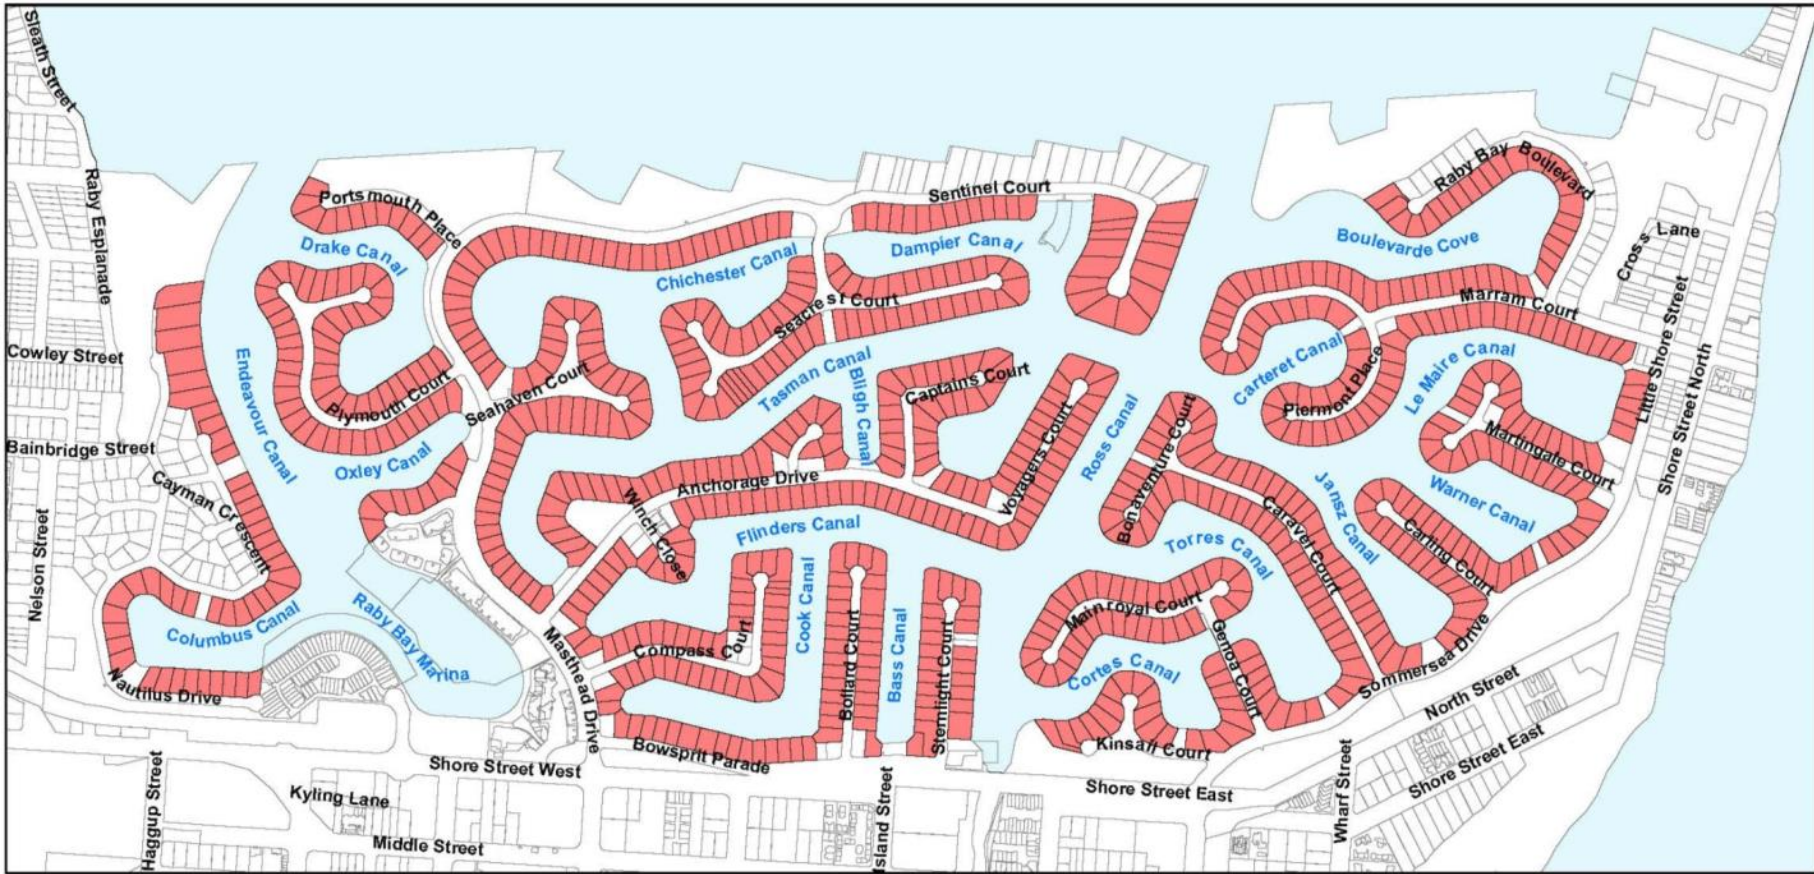 Sleath Street
Raby Esplanade
Portsmouth Place
Drake Canal
Sentinel Court
Dampier Canal
Chichester Canal
Seacrest Court
Raby Bay Boulevard
Boulevarde Cove
Cross Lane
Little Shore Street
Shore Street North
Marram Court
Carteret Canal
Piermont Place
Le Maire Canal
Martingale Court
Warner Canal
Cowley Street
Endeavour Canal
Plymouth Court
Seahaven Court
Tasman Canal
Bligh Canal
Captains Court
Voyagers Court
Ross Canal
Bonaventure Court
Bainbridge Street
Oxley Canal
Cayman Crescent
Anchorage Drive
Winch Close
Flinders Canal
Jansz Canal
Caravel Court
Carling Court
Torres Canal
Nelson Street
Columbus Canal
Raby Bay Marina
Nautilus Drive
Masthead Drive
Compass Court
Cook Canal
Bollard Court
Bass Canal
Sternlight Court
Mainroyal Court
Genoa Court
Cortes Canal
Kinsail Court
Sommersea Drive
North Street
Shore Street East
Bowsprit Parade
Shore Street West
Shore Street East
Haggup Street
Kyling Lane
Middle Street
Island Street
Wharf Street